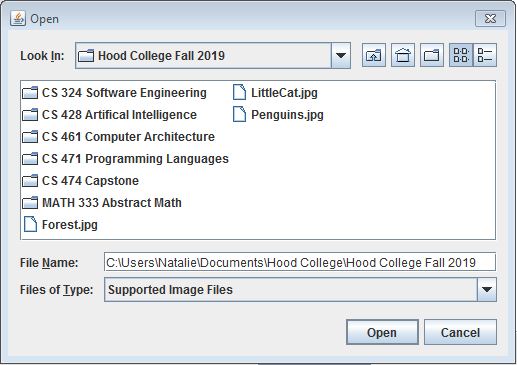 Open
Look In: Hood College Fall 2019
CS 324 Software Engineering
CS 428 Artifical Intelligence
CS 461 Computer Architecture
CS 471 Programming Languages
CS 474 Capstone
MATH 333 Abstract Math
Forest.jpg
LittleCat.jpg
Penguins.jpg
File Name: C:\Users\Natalie\Documents\Hood College\Hood College Fall 2019
Files of Type: Supported Image Files
Open Cancel